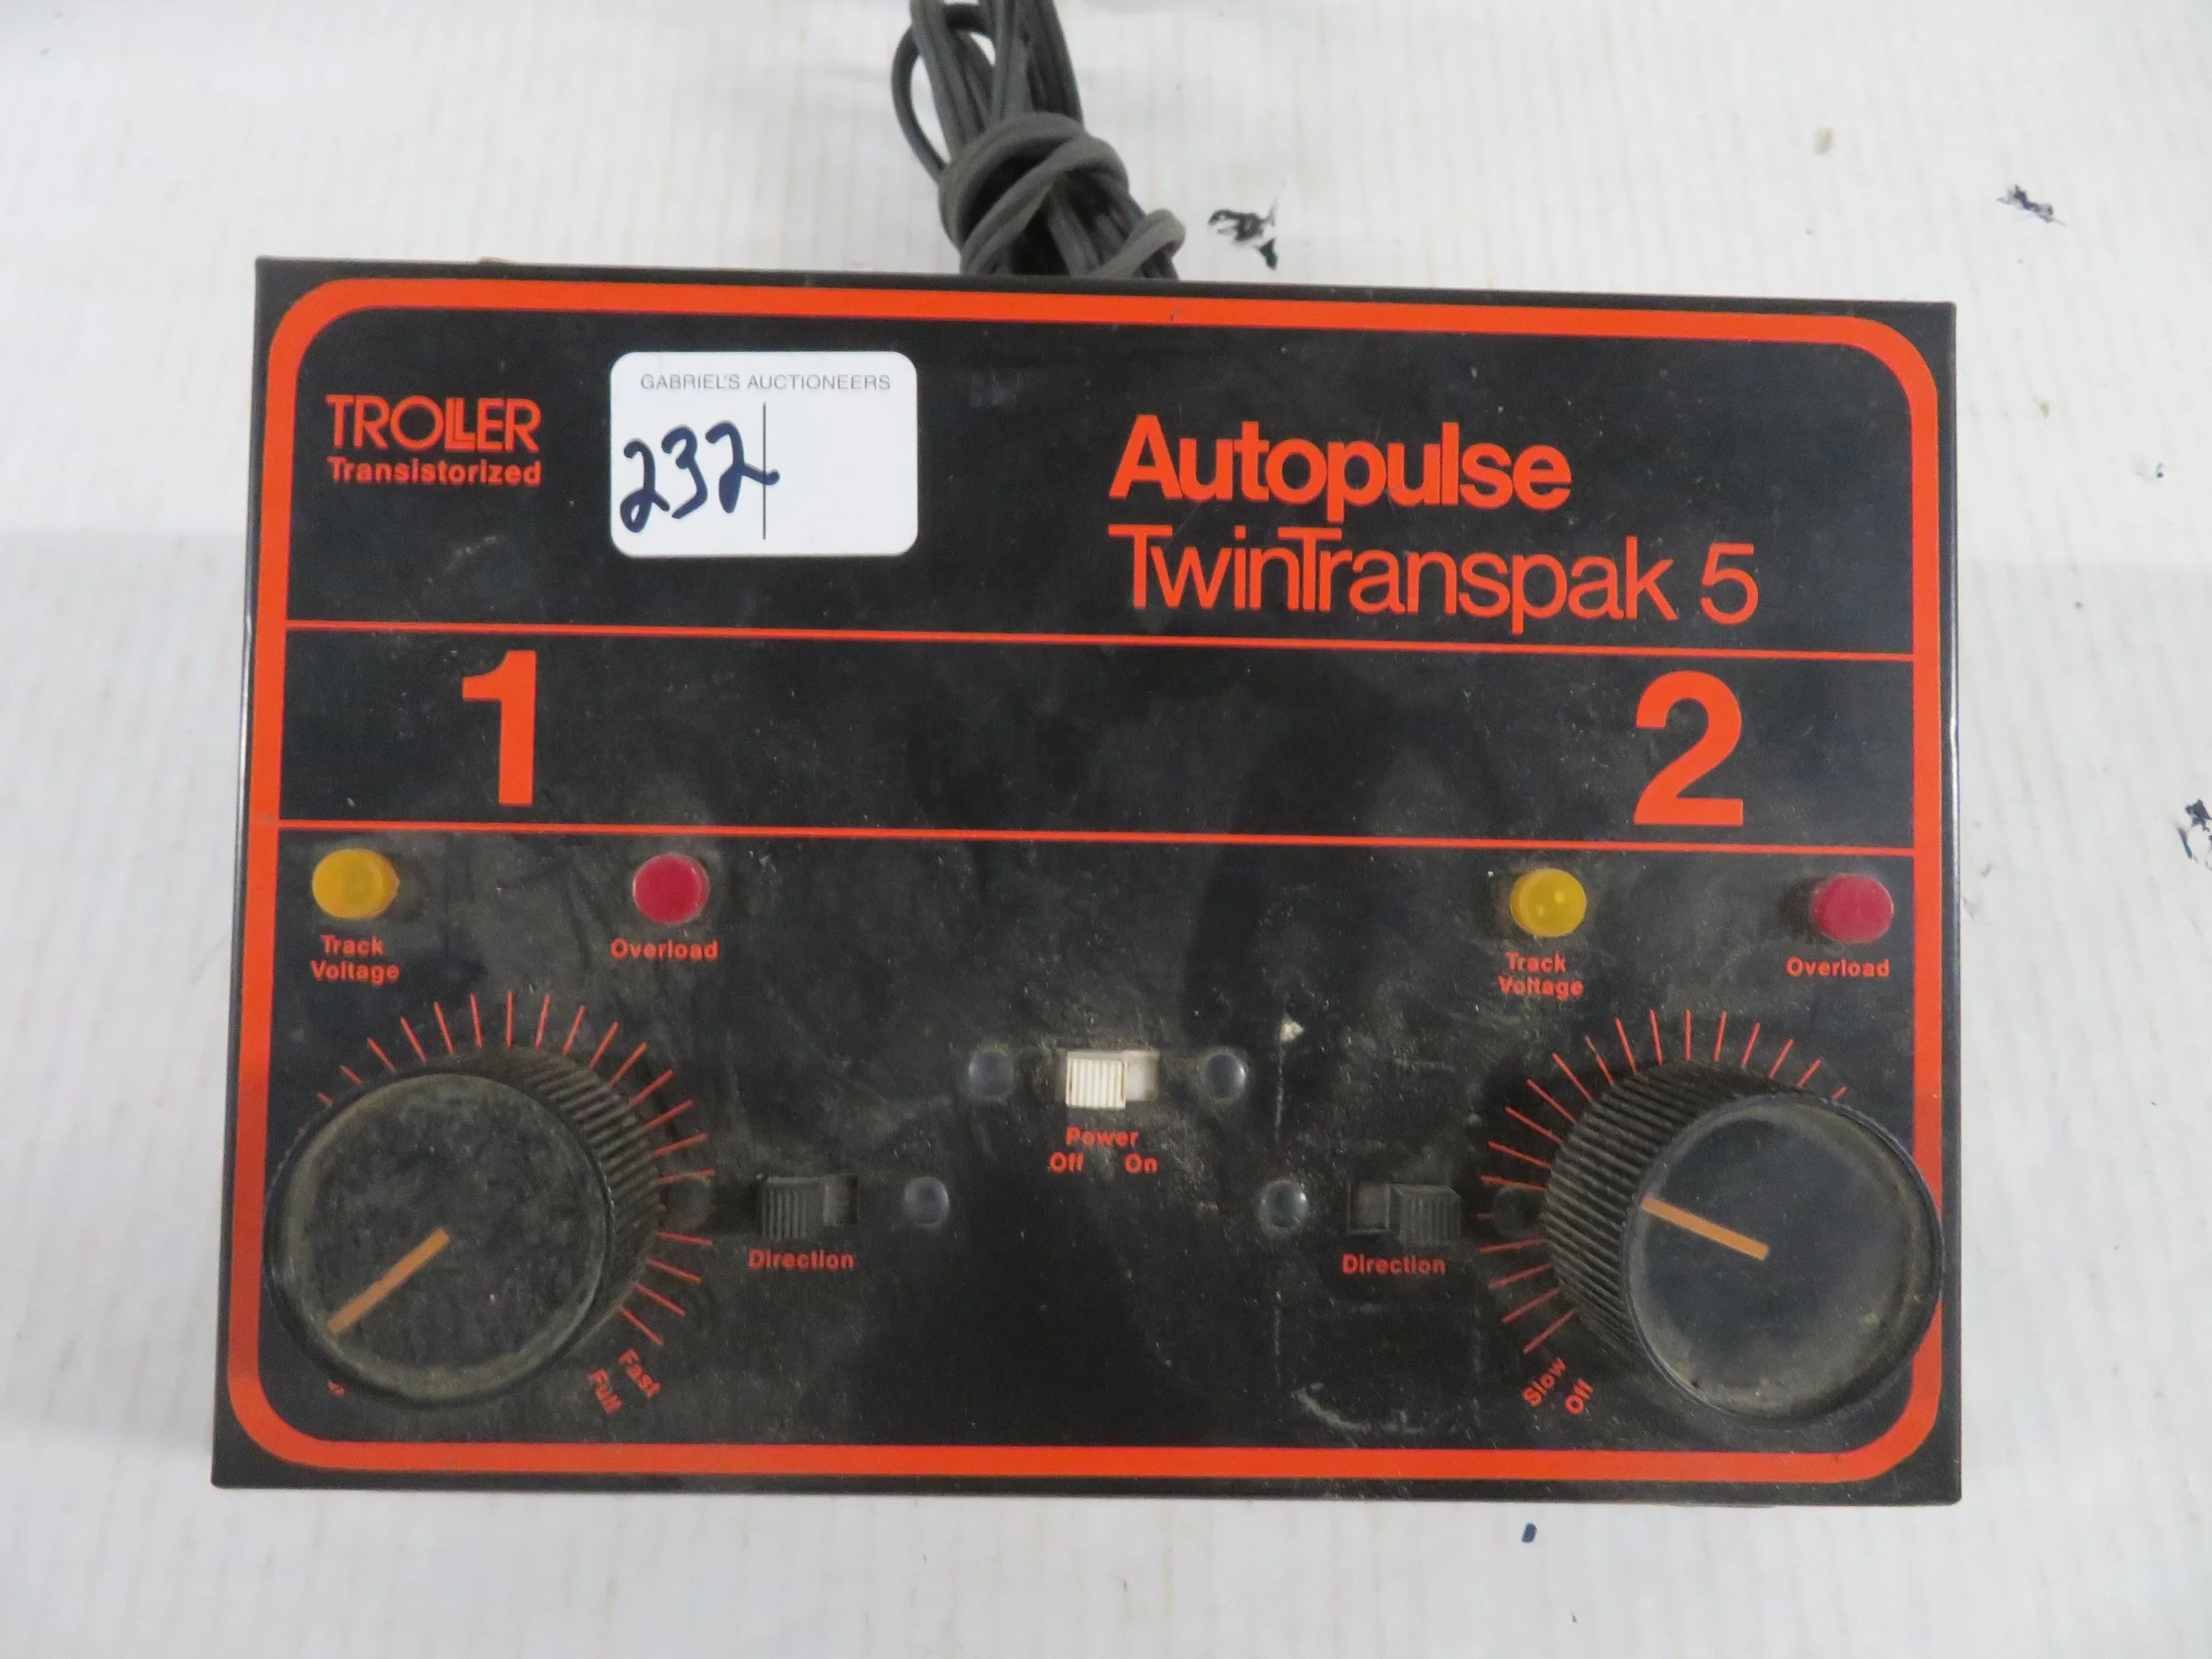 GABRIEL'S AUCTIONEERS
232
TROLLER
Transistorized
Autopulse
TwinTranspak 5
1
2
Track
Voltage
Overload
Track
Voltage
Overload
Power
Off On
Direction
Direction
Fast
Full
Slow
Off